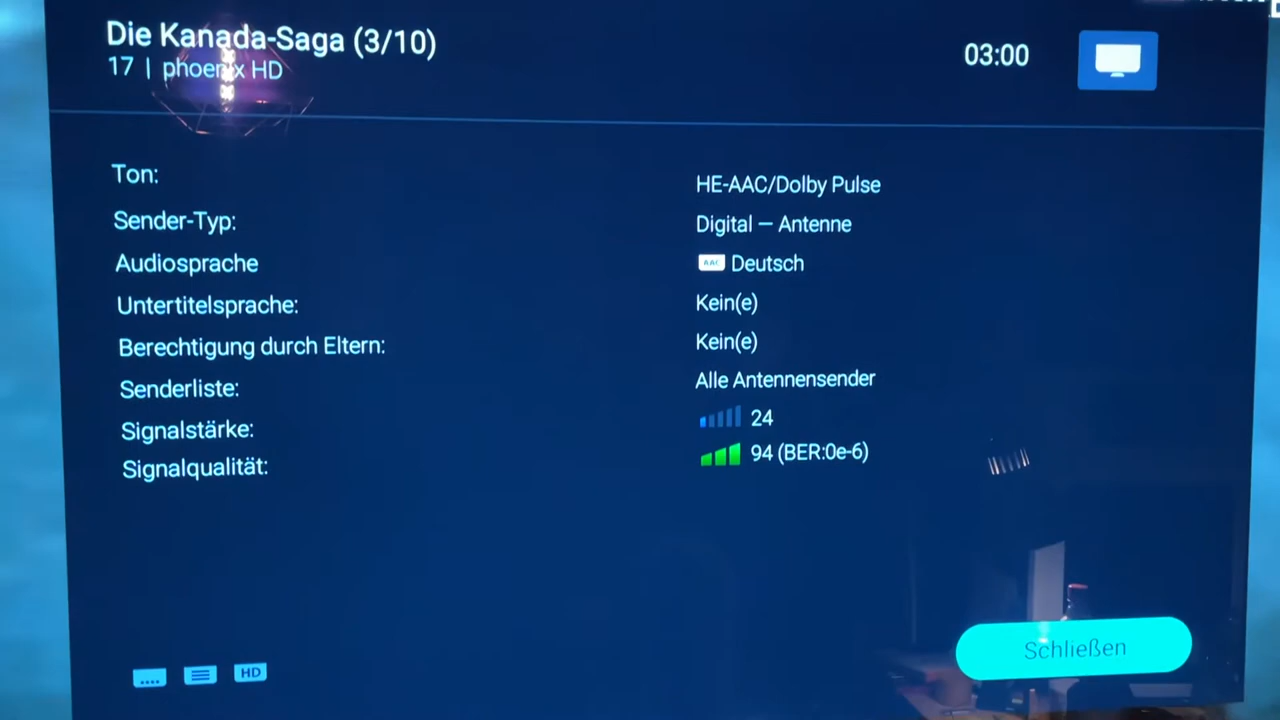 Die Kanada-Saga (3/10)
17 | phoenix HD
03:00
Ton:
HE-AAC/Dolby Pulse
Sender-Typ:
Digital – Antenne
Audiosprache
AAC Deutsch
Untertitelsprache:
Kein(e)
Berechtigung durch Eltern:
Kein(e)
Senderliste:
Alle Antennensender
Signalstärke:
24
Signalqualität:
94 (BER:0e-6)
HD
Schließen